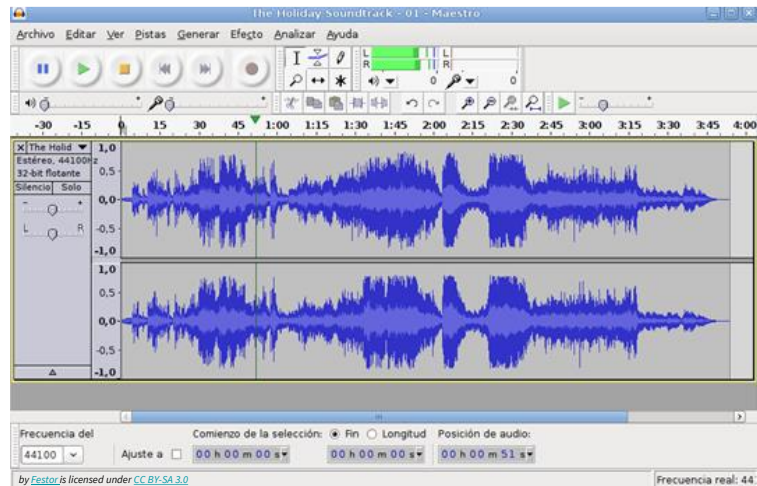 The Holiday Soundtrack - 01 - Maestro
Archivo Editar Ver Pistas Generar Efecto Analizar Ayuda
L
R
L
R
0 0
-30 -15 0 15 30 45 1:00 1:15 1:30 1:45 2:00 2:15 2:30 2:45 3:00 3:15 3:30 3:45 4:00
The Holid
Estéreo, 44100Hz
32-bit flotante
Silencio Solo
- +
L R
1,0
0,5
0,0
-0,5
-1,0
1,0
0,5
0,0
-0,5
-1,0
Frecuencia del Comienzo de la selección: Fin Longitud Posición de audio:
44100 Ajuste a 00 h 00 m 00 s 00 h 00 m 00 s 00 h 00 m 51 s
by Festor is licensed under CC BY-SA 3.0
Frecuencia real: 44